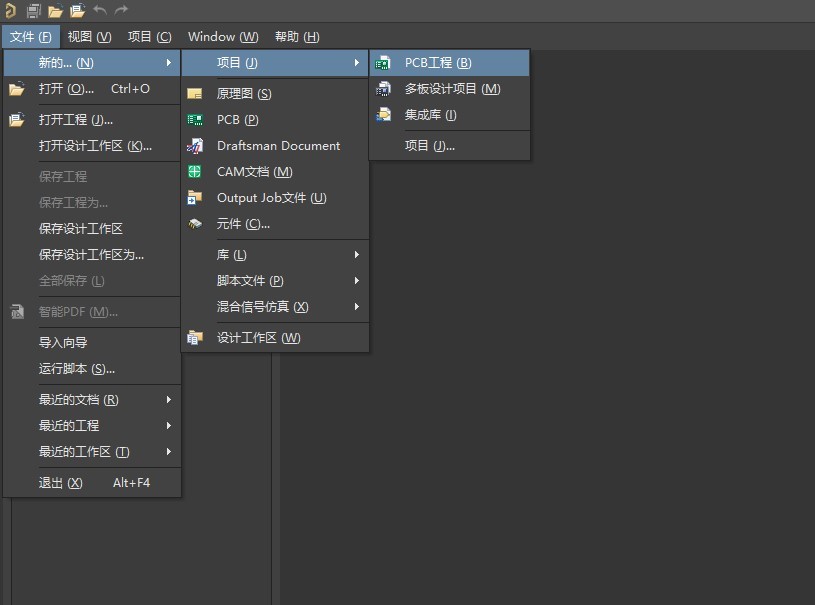 文件 (F) 视图 (V) 项目 (C) Window (W) 帮助 (H)
新的... (N)
打开 (O)... Ctrl+O
打开工程 (J)...
打开设计工作区 (K)...
保存工程
保存工程为...
保存设计工作区
保存设计工作区为...
全部保存 (L)
智能PDF (M)...
导入向导
运行脚本 (S)...
最近的文档 (R)
最近的工程
最近的工作区 (T)
退出 (X) Alt+F4
项目 (J)
原理图 (S)
PCB (P)
Draftsman Document
CAM文档 (M)
Output Job文件 (U)
元件 (C)...
库 (L)
脚本文件 (P)
混合信号仿真 (X)
设计工作区 (W)
PCB工程 (B)
多板设计项目 (M)
集成库 (I)
项目 (J)...